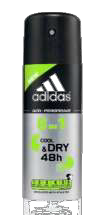 adidas
ANTI-PERSPIRANT
6 in 1
COOL
& DRY
48h